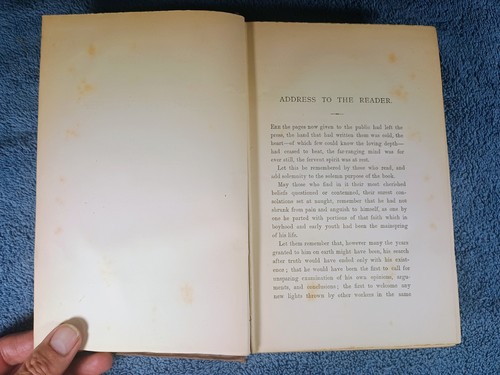 ADDRESS TO THE READER.
ERE the pages now given to the public had left the
press, the hand that had written them was cold, the
heart—of which few could know the loving depth—
had ceased to beat, the far-ranging mind was for
ever still, the fervent spirit was at rest.
Let this be remembered by those who read, and
add solemnity to the solemn purpose of the book.
May those who find in it their most cherished
beliefs questioned or contemned, their surest con-
solations set at naught, remember that he had not
shrunk from pain and anguish to himself, as one by
one he parted with portions of that faith which in
boyhood and early youth had been the mainspring
of his life.
Let them remember that, however many the years
granted to him on earth might have been, his search
after truth would have ended only with his exist-
ence; that he would have been the first to call for
unsparing examination of his own opinions, argu-
ments, and conclusions; the first to welcome any
new lights thrown by other workers in the same